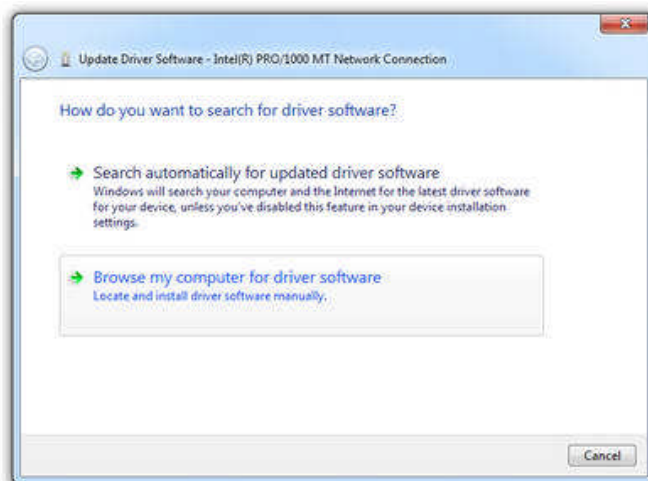 Update Driver Software - Intel(R) PRO/1000 MT Network Connection
How do you want to search for driver software?
Search automatically for updated driver software
Windows will search your computer and the Internet for the latest driver software
for your device, unless you've disabled this feature in your device installation
settings.
Browse my computer for driver software
Locate and install driver software manually.
Cancel